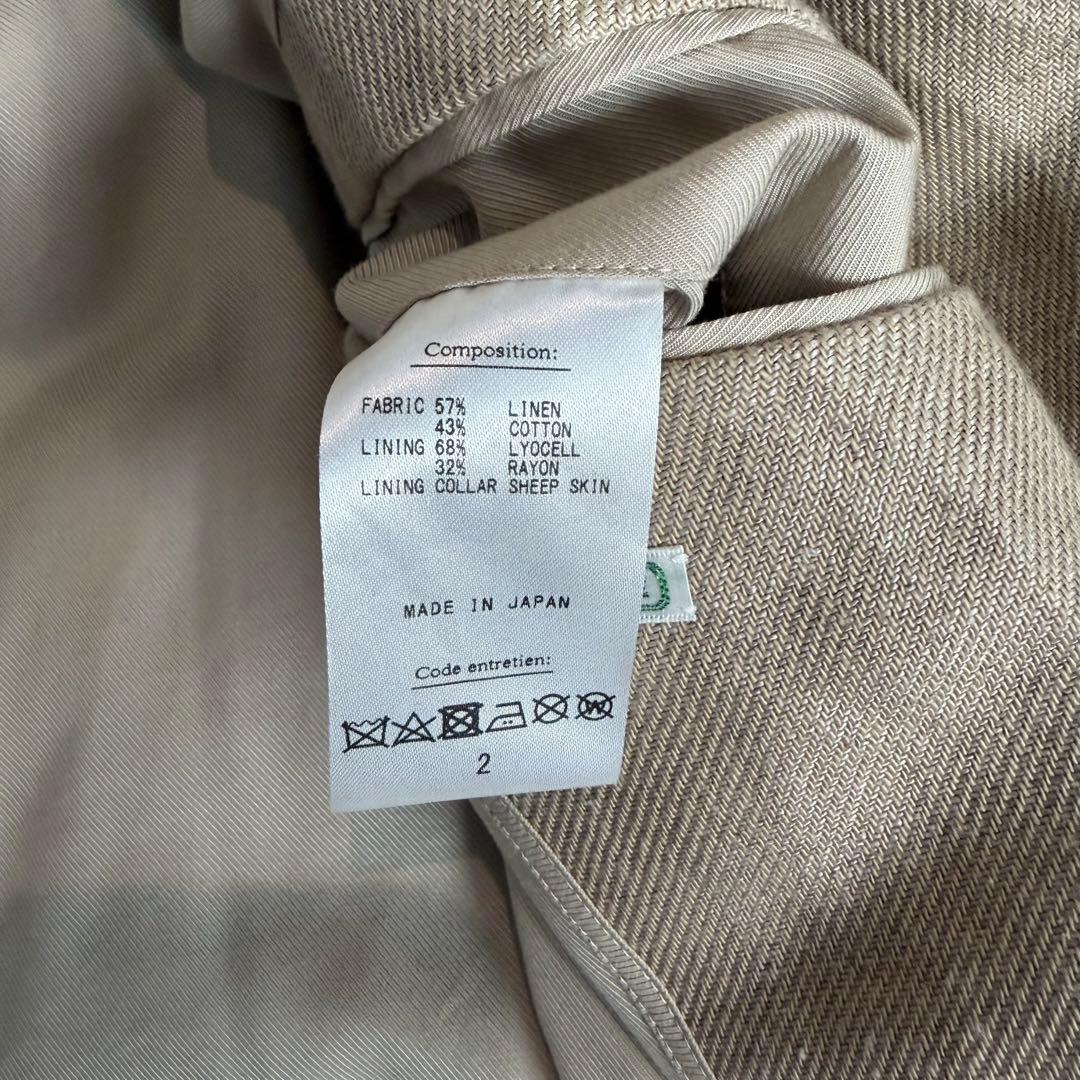 Composition:
FABRIC 57% LINEN
43% COTTON
LINING 68% LYOCELL
32% RAYON
LINING COLLAR SHEEP SKIN
MADE IN JAPAN
Code entretien:
W
2